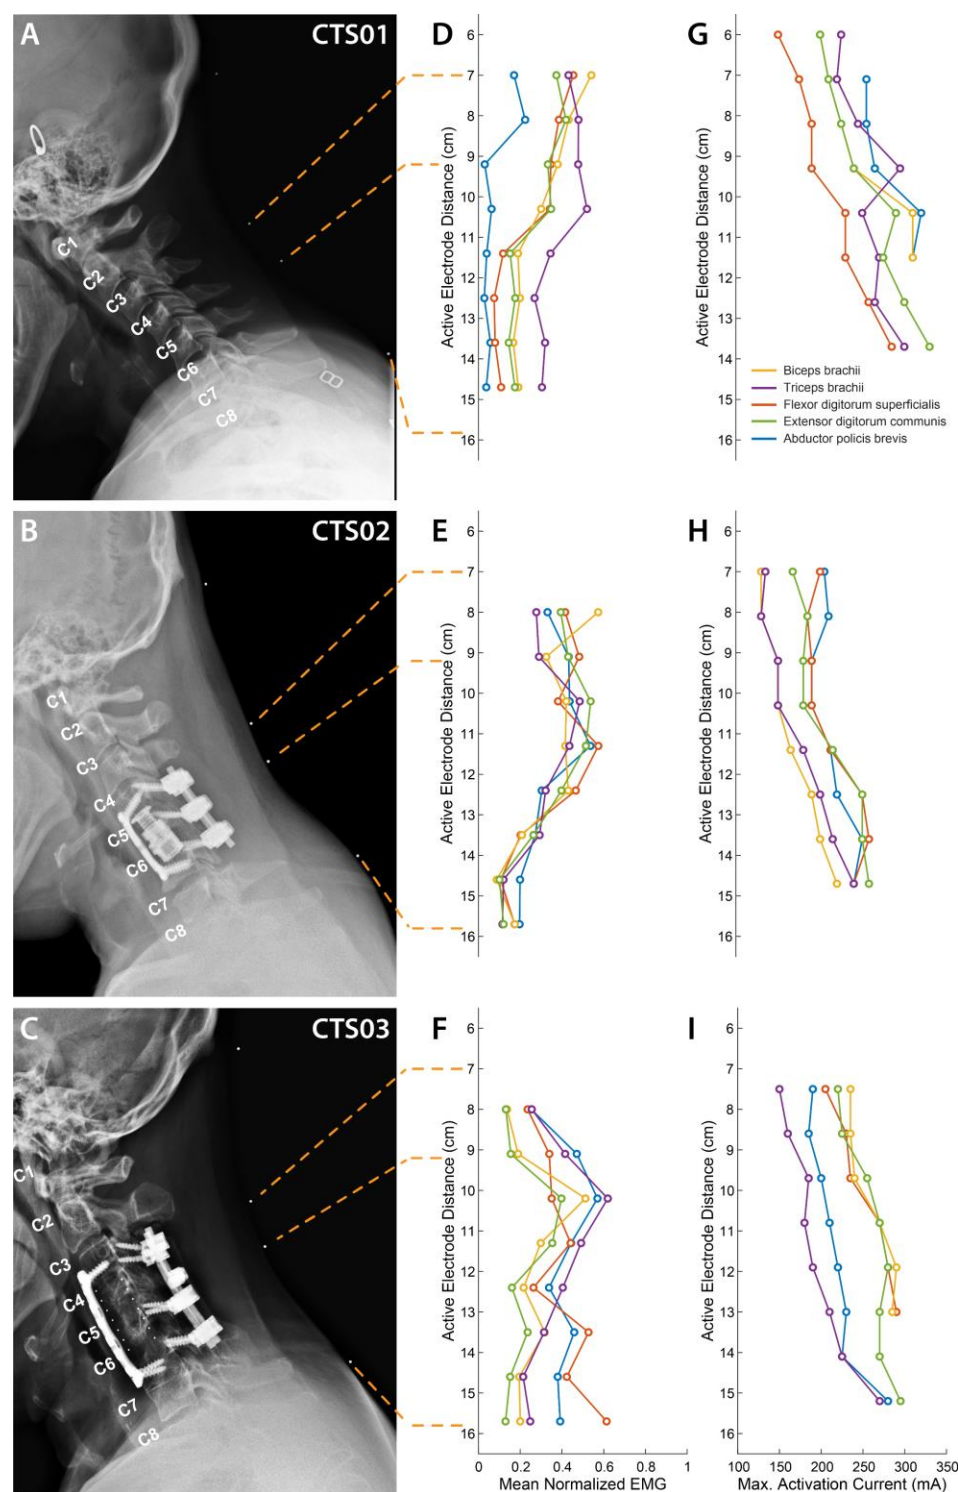 A CTS01
C1
C2
C3
C4
C5
C6
C7
C8
D
6
7
8
9
10
11
12
13
14
15
16
Active Electrode Distance (cm)
G
6
7
8
9
10
11
12
13
14
15
16
Active Electrode Distance (cm)
Biceps brachii
Triceps brachii
Flexor digitorum superficialis
Extensor digitorum communis
Abductor policis brevis
B CTS02
C1
C2
C3
C4
C5
C6
C7
C8
E
6
7
8
9
10
11
12
13
14
15
16
Active Electrode Distance (cm)
H
6
7
8
9
10
11
12
13
14
15
16
Active Electrode Distance (cm)
C CTS03
C1
C2
C3
C4
C5
C6
C7
C8
F
6
7
8
9
10
11
12
13
14
15
16
Active Electrode Distance (cm)
0 0.2 0.4 0.6 0.8 1
Mean Normalized EMG
I
6
7
8
9
10
11
12
13
14
15
16
Active Electrode Distance (cm)
100 150 200 250 300 350
Max. Activation Current (mA)